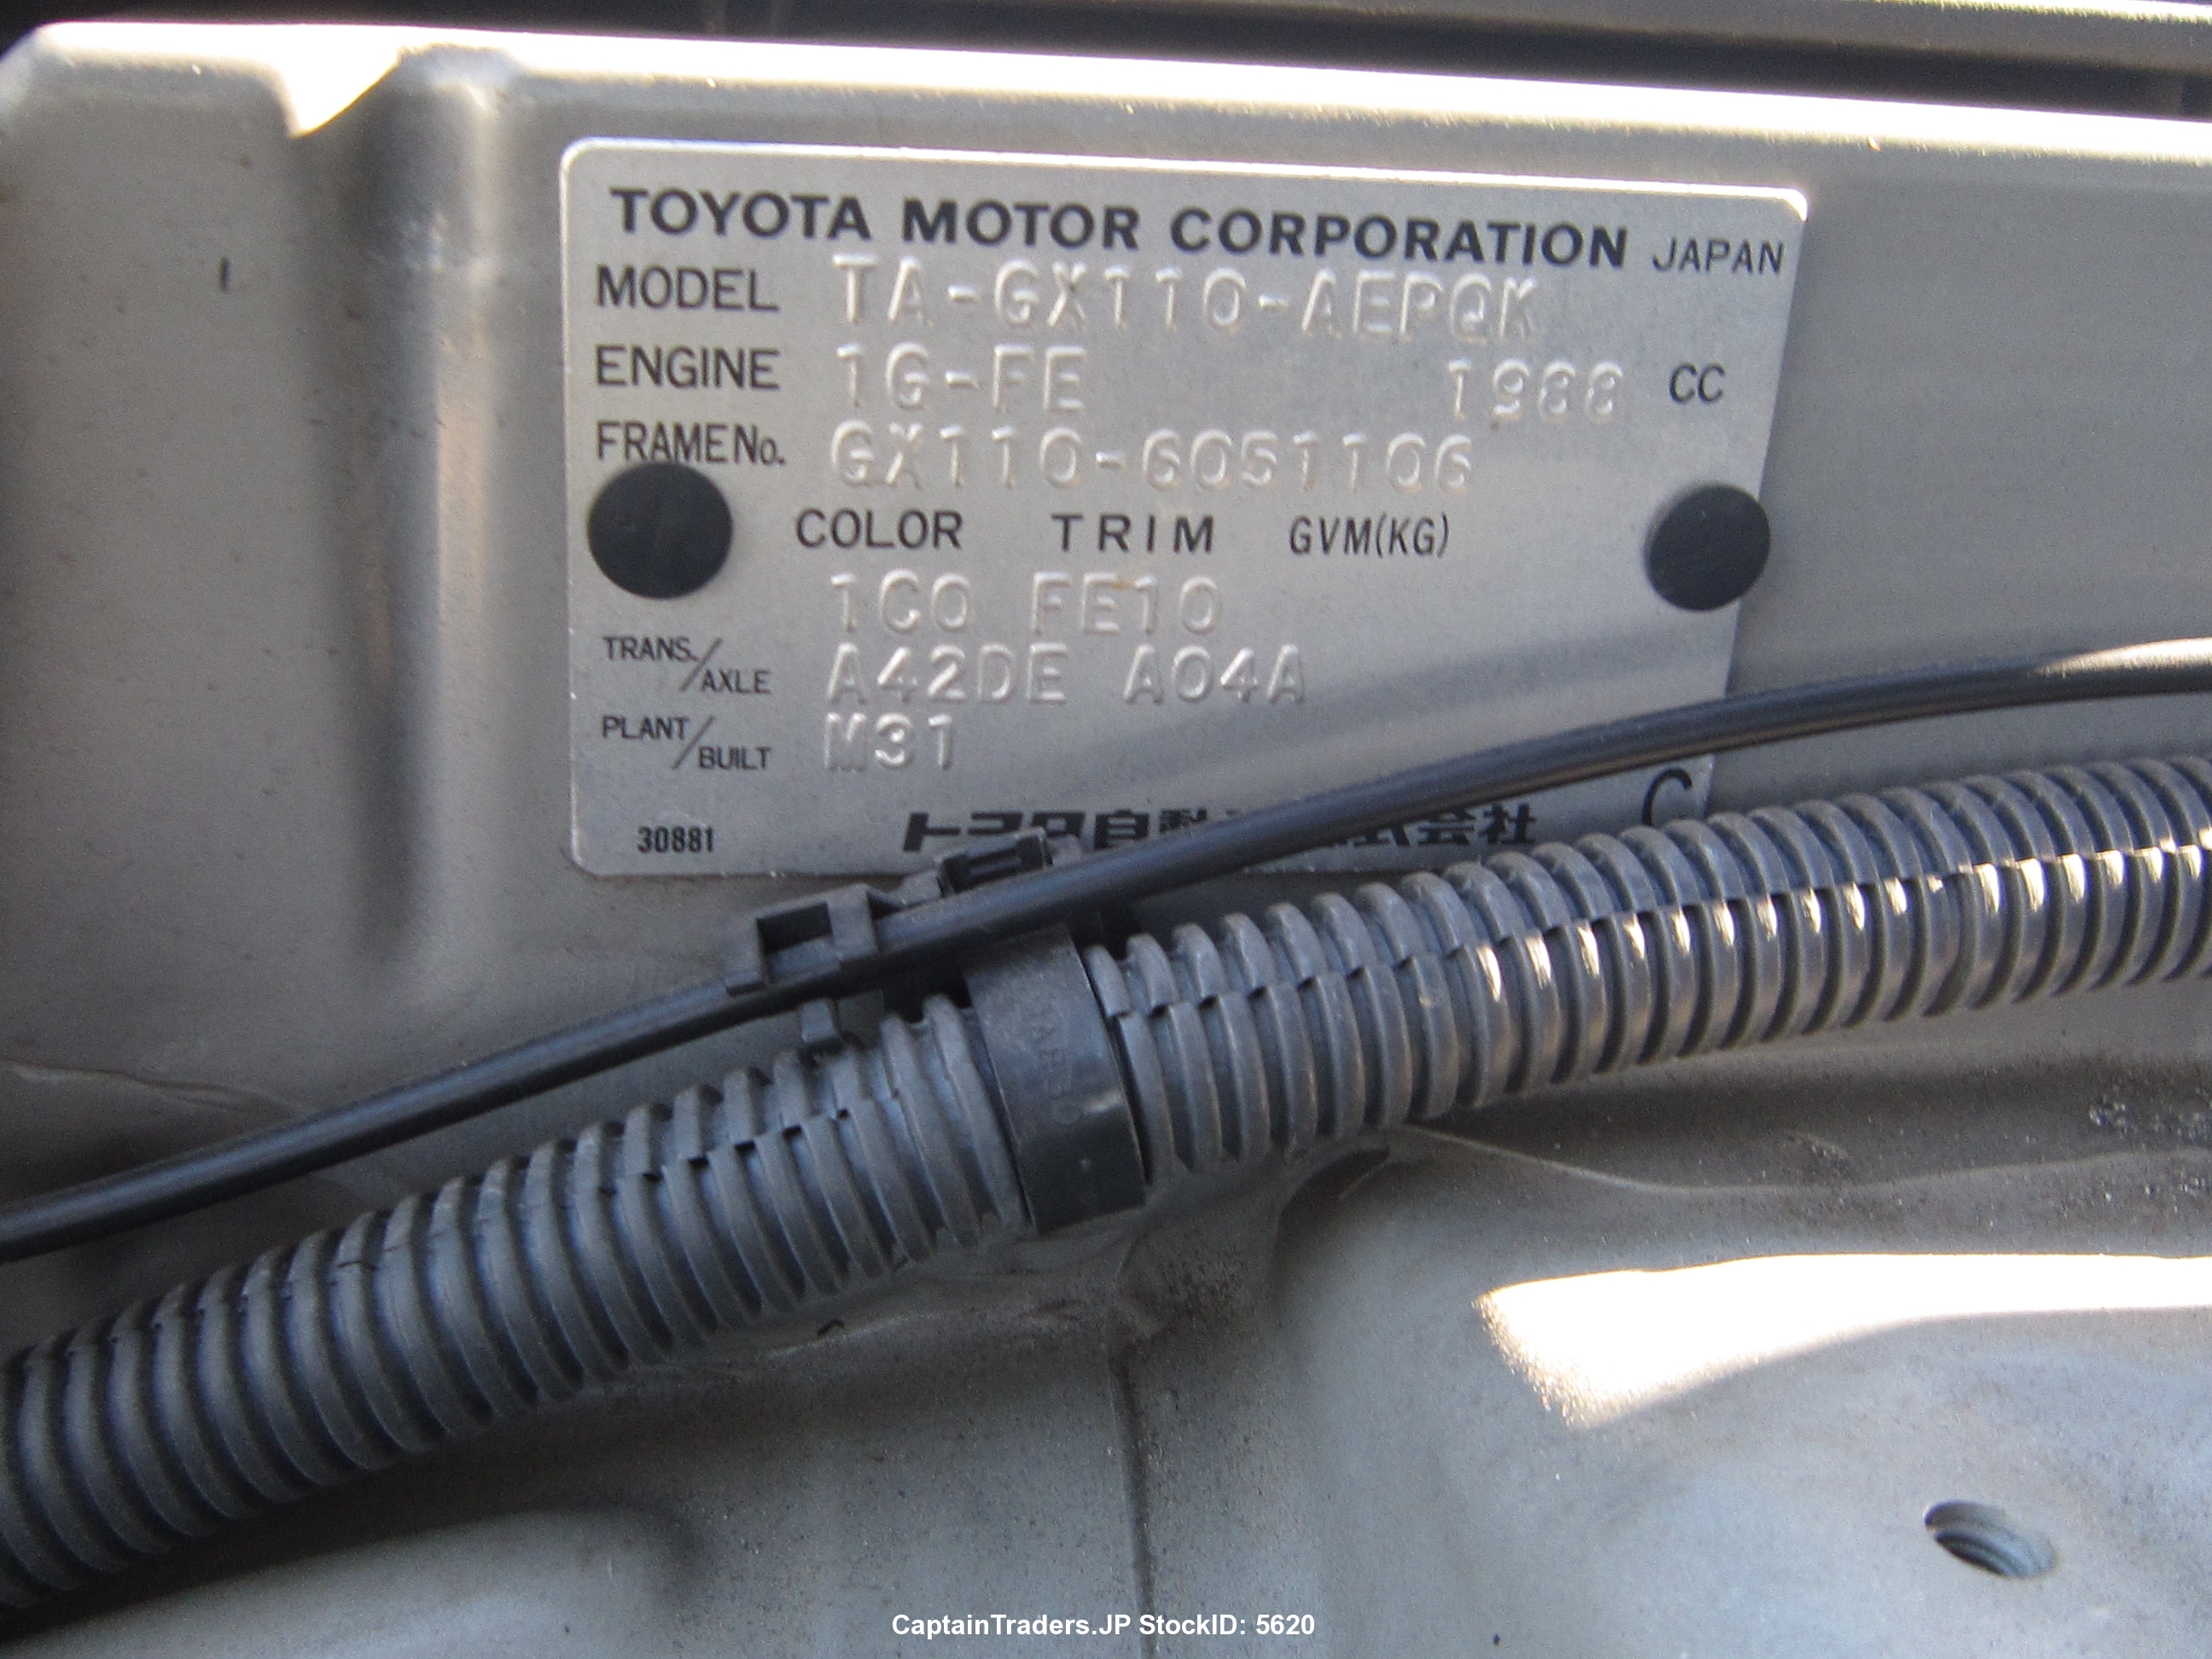 TOYOTA MOTOR CORPORATION JAPAN
MODEL TA-GX110-AEPQK
ENGINE 1G-FE 1988 CC
FRAME No. GX110-6051106
COLOR TRIM GVM(KG)
1C0 FE10
TRANS./AXLE A42DE A04A
PLANT/BUILT M31
30881 C
CaptainTraders.JP StockID: 5620